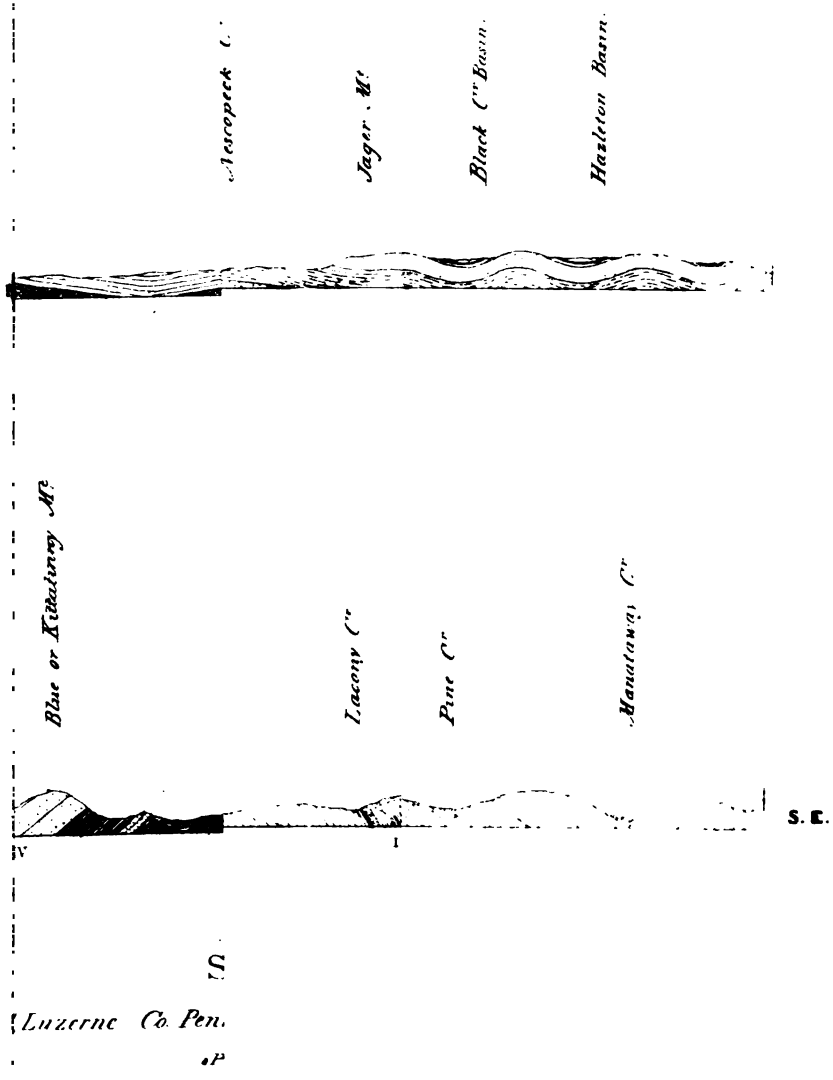 Nescopeck C.
Jager Mt.
Black Cr Basin.
Hazleton Basin.
Blue or Kittatinny Mt.
Lacony Cr
Pine Cr
Manataway Cr
S. E.
V
I
S
Luzerne Co. Pen.
P